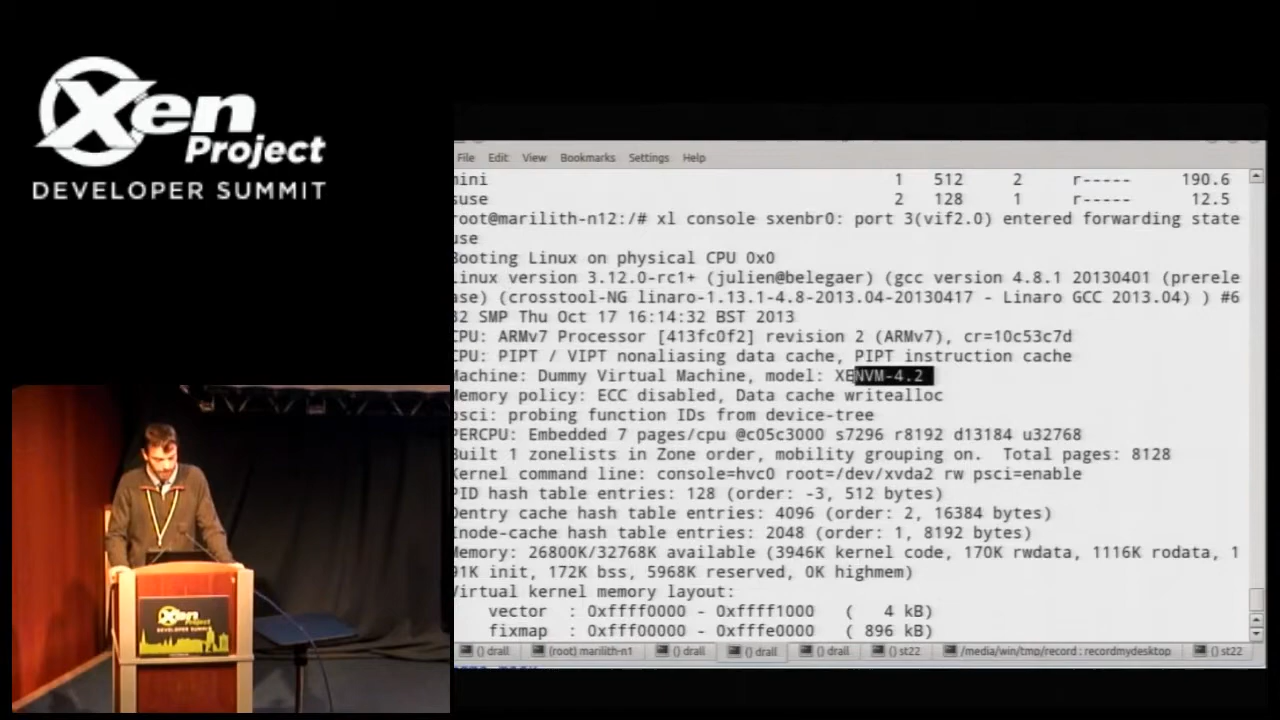 Xen
Project
DEVELOPER SUMMIT
File Edit View Bookmarks Settings Help
mini 1 512 2 r----- 190.6
suse 2 128 1 r----- 12.5
root@marilith-n12:/# xl console sxenbr0: port 3(vif2.0) entered forwarding state
use
Booting Linux on physical CPU 0x0
Linux version 3.12.0-rc1+ (julien@belegaer) (gcc version 4.8.1 20130401 (prerele
ase) (crosstool-NG linaro-1.13.1-4.8-2013.04-20130417 - Linaro GCC 2013.04) ) #6
32 SMP Thu Oct 17 16:14:32 BST 2013
CPU: ARMv7 Processor [413fc0f2] revision 2 (ARMv7), cr=10c53c7d
CPU: PIPT / VIPT nonaliasing data cache, PIPT instruction cache
Machine: Dummy Virtual Machine, model: XENVM-4.2
Memory policy: ECC disabled, Data cache writealloc
psci: probing function IDs from device-tree
PERCPU: Embedded 7 pages/cpu @c05c3000 s7296 r8192 d13184 u32768
Built 1 zonelists in Zone order, mobility grouping on.  Total pages: 8128
Kernel command line: console=hvc0 root=/dev/xvda2 rw psci=enable
PID hash table entries: 128 (order: -3, 512 bytes)
Dentry cache hash table entries: 4096 (order: 2, 16384 bytes)
Inode-cache hash table entries: 2048 (order: 1, 8192 bytes)
Memory: 26800K/32768K available (3946K kernel code, 170K rwdata, 1116K rodata, 1
91K init, 172K bss, 5968K reserved, 0K highmem)
Virtual kernel memory layout:
vector : 0xffff0000 - 0xffff1000 ( 4 kB)
fixmap : 0xfff00000 - 0xfffe0000 ( 896 kB)
() drall (root) marilith-n1 () drall () drall () drall () st22 /media/win/tmp/record : recordmydesktop () st22
Xen
Project
DEVELOPER SUMMIT